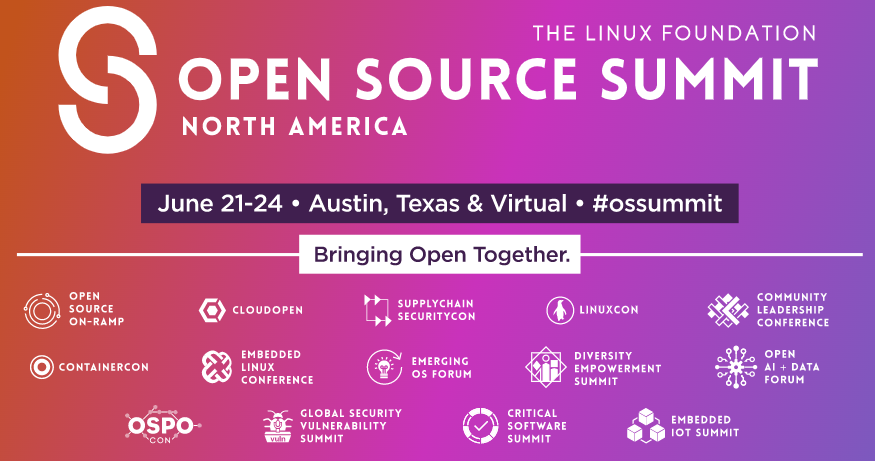 THE LINUX FOUNDATION
OPEN SOURCE SUMMIT
NORTH AMERICA
June 21-24 • Austin, Texas & Virtual • #ossummit
Bringing Open Together.
OPEN
SOURCE
ON-RAMP
CLOUDOPEN
SUPPLYCHAIN
SECURITYCON
LINUXCON
COMMUNITY
LEADERSHIP
CONFERENCE
CONTAINERCON
EMBEDDED
LINUX
CONFERENCE
EMERGING
OS FORUM
DIVERSITY
EMPOWERMENT
SUMMIT
OPEN
AI + DATA
FORUM
OSPO
CON
vuln
GLOBAL SECURITY
VULNERABILITY
SUMMIT
CRITICAL
SOFTWARE
SUMMIT
EMBEDDED
IOT SUMMIT